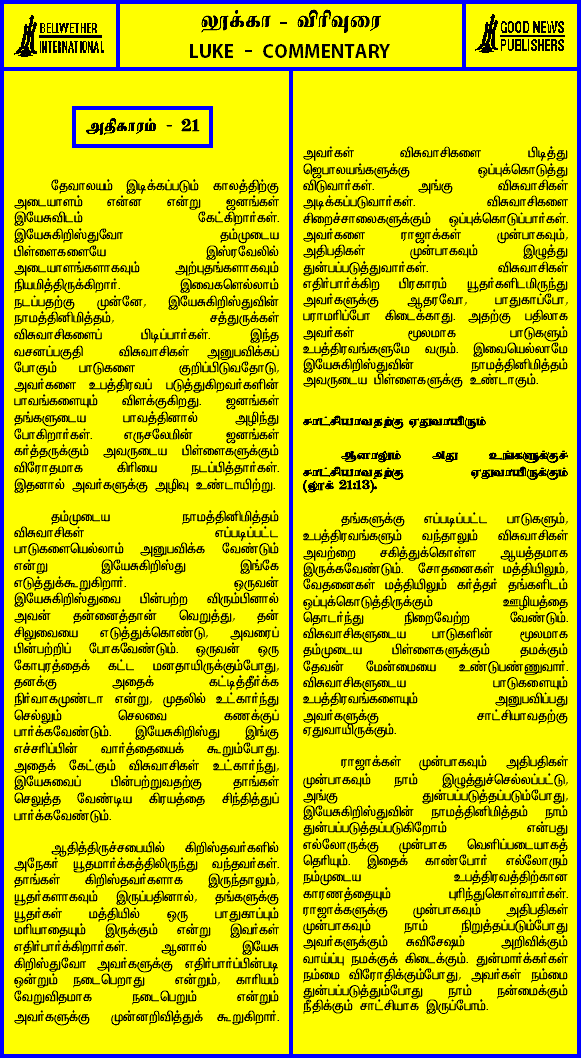 BELWETHER
INTERNATIONAL
லூக்கா - விரிவுரை
LUKE - COMMENTARY
GOOD NEWS
PUBLISHERS
அதிகாரம் - 21
தேவாலயம் இடிக்கப்படும் காலத்திற்கு
அடையாளம் என்ன என்று ஜனங்கள்
இயேசுவிடம் கேட்கிறார்கள்.
இயேசுகிறிஸ்துவோ தம்முடைய
பிள்ளைகளையே இஸ்ரவேலில்
அடையாளங்களாகவும் அற்புதங்களாகவும்
நியமித்திருக்கிறார். இவைகளெல்லாம்
நடப்பதற்கு முன்னே, இயேசுகிறிஸ்துவின்
நாமத்தினிமித்தம், சத்துருக்கள்
விசுவாசிகளைப் பிடிப்பார்கள். இந்த
வசனப்பகுதி விசுவாசிகள் அனுபவிக்கப்
போகும் பாடுகளை குறிப்பிடுவதோடு,
அவர்களை உபத்திரவப் படுத்துகிறவர்களின்
பாவங்களையும் விளக்குகிறது. ஜனங்கள்
தங்களுடைய பாவத்தினால் அழிந்து
போகிறார்கள். எருசலேமின் ஜனங்கள்
கர்த்தருக்கும் அவருடைய பிள்ளைகளுக்கும்
விரோதமாக கிரியை நடப்பித்தார்கள்.
இதனால் அவர்களுக்கு அழிவு உண்டாயிற்று.
தம்முடைய நாமத்தினிமித்தம்
விசுவாசிகள் எப்படிப்பட்ட
பாடுகளையெல்லாம் அனுபவிக்க வேண்டும்
என்று இயேசுகிறிஸ்து இங்கே
எடுத்துக்கூறுகிறார். ஒருவன்
இயேசுகிறிஸ்துவை பின்பற்ற விரும்பினால்
அவன் தன்னைத்தான் வெறுத்து, தன்
சிலுவையை எடுத்துக்கொண்டு, அவரைப்
பின்பற்றிப் போகவேண்டும். ஒருவன் ஒரு
கோபுரத்தைக் கட்ட மனதாயிருக்கும்போது,
தனக்கு அதைக் கட்டித்தீர்க்க
நிர்வாகமுண்டா என்று, முதலில் உட்கார்ந்து
செல்லும் செலவை கணக்குப்
பார்க்கவேண்டும். இயேசுகிறிஸ்து இங்கு
எச்சரிப்பின் வார்த்தையைக் கூறும்போது.
அதைக் கேட்கும் விசுவாசிகள் உட்கார்ந்து,
இயேசுவைப் பின்பற்றுவதற்கு தாங்கள்
செலுத்த வேண்டிய கிரயத்தை சிந்தித்துப்
பார்க்கவேண்டும்.
ஆதித்திருச்சபையில் கிறிஸ்தவர்களில்
அநேகர் யூதமார்க்கத்திலிருந்து வந்தவர்கள்.
தாங்கள் கிறிஸ்தவர்களாக இருந்தாலும்,
யூதர்களாகவும் இருப்பதினால், தங்களுக்கு
யூதர்கள் மத்தியில் ஒரு பாதுகாப்பும்
மரியாதையும் இருக்கும் என்று இவர்கள்
எதிர்பார்க்கிறார்கள். ஆனால் இயேசு
கிறிஸ்துவோ அவர்களுக்கு எதிர்பார்ப்பின்படி
ஒன்றும் நடைபெறாது என்றும், காரியம்
வேறுவிதமாக நடைபெறும் என்றும்
அவர்களுக்கு முன்னறிவித்துக் கூறுகிறார்.
அவர்கள் விசுவாசிகளை பிடித்து
ஜெபாலயங்களுக்கு ஒப்புக்கொடுத்து
விடுவார்கள். அங்கு விசுவாசிகள்
அடிக்கப்படுவார்கள். விசுவாசிகளை
சிறைச்சாலைகளுக்கும் ஒப்புக்கொடுப்பார்கள்.
அவர்களை ராஜாக்கள் முன்பாகவும்,
அதிபதிகள் முன்பாகவும் இழுத்து
துன்பப்படுத்துவார்கள். விசுவாசிகள்
எதிர்பார்க்கிற பிரகாரம் யூதர்களிடமிருந்து
அவர்களுக்கு ஆதரவோ, பாதுகாப்போ,
பராமரிப்போ கிடைக்காது. அதற்கு பதிலாக
அவர்கள் மூலமாக பாடுகளும்
உபத்திரவங்களுமே வரும். இவையெல்லாமே
இயேசுகிறிஸ்துவின் நாமத்தினிமித்தம்
அவருடைய பிள்ளைகளுக்கு உண்டாகும்.
சாட்சியாவதற்கு ஏதுவாயிரும்
ஆனாலும் அது உங்களுக்குச்
சாட்சியாவதற்கு ஏதுவாயிருக்கும்
(லூக் 21:13).
தங்களுக்கு எப்படிப்பட்ட பாடுகளும்,
உபத்திரவங்களும் வந்தாலும் விசுவாசிகள்
அவற்றை சகித்துக்கொள்ள ஆயத்தமாக
இருக்கவேண்டும். சோதனைகள் மத்தியிலும்,
வேதனைகள் மத்தியிலும் கர்த்தர் தங்களிடம்
ஒப்புக்கொடுத்திருக்கும் ஊழியத்தை
தொடர்ந்து நிறைவேற்ற வேண்டும்.
விசுவாசிகளுடைய பாடுகளின் மூலமாக
தம்முடைய பிள்ளைகளுக்கும் தமக்கும்
தேவன் மேன்மையை உண்டுபண்ணுவார்.
விசுவாசிகளுடைய பாடுகளையும்
உபத்திரவங்களையும் அனுபவிப்பது
அவர்களுக்கு சாட்சியாவதற்கு
ஏதுவாயிருக்கும்.
ராஜாக்கள் முன்பாகவும் அதிபதிகள்
முன்பாகவும் நாம் இழுத்துச்செல்லப்பட்டு,
அங்கு துன்பப்படுத்தப்படும்போது,
இயேசுகிறிஸ்துவின் நாமத்தினிமித்தம் நாம்
துன்பப்படுத்தப்படுகிறோம் என்பது
எல்லோருக்கு முன்பாக வெளிப்படையாகத்
தெரியும். இதைக் காண்போர் எல்லோரும்
நம்முடைய உபத்திரவத்திற்கான
காரணத்தையும் புரிந்துகொள்வார்கள்.
ராஜாக்களுக்கு முன்பாகவும் அதிபதிகள்
முன்பாகவும் நாம் நிறுத்தப்படும்போது
அவர்களுக்கும் சுவிசேஷம் அறிவிக்கும்
வாய்ப்பு நமக்குக் கிடைக்கும். துன்மார்க்கர்கள்
நம்மை விரோதிக்கும்போது, அவர்கள் நம்மை
துன்பப்படுத்தும்போது நாம் நன்மைக்கும்
நீதிக்கும் சாட்சியாக இருப்போம்.